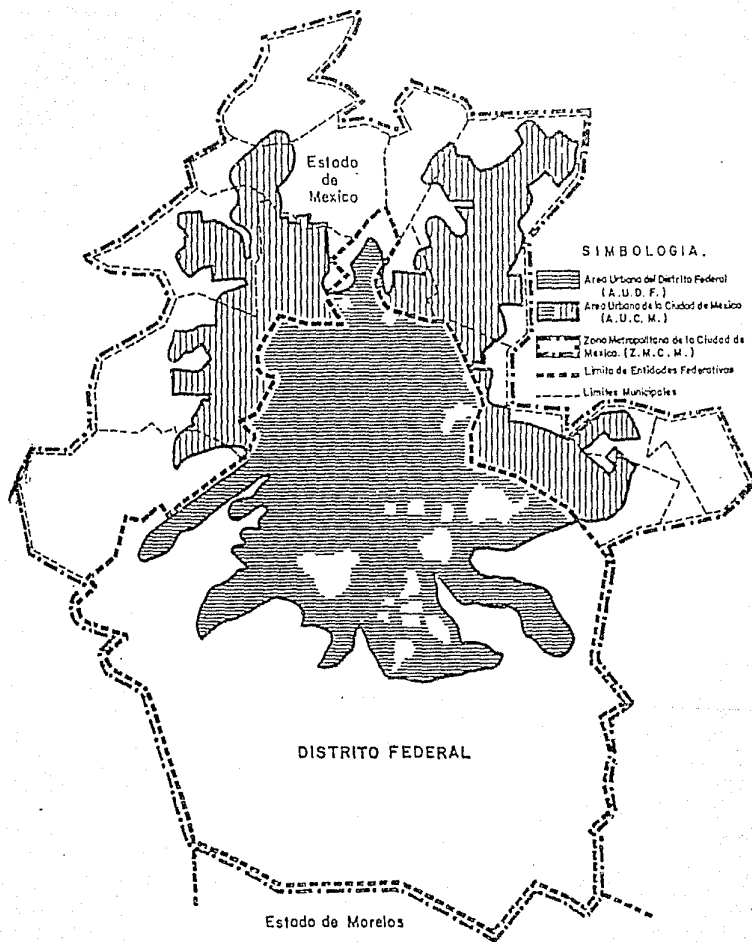 Estado
de
Mexico
SIMBOLOGIA.
Area Urbana del Distrito Federal
(A.U.D.F.)
Area Urbana de la Ciudad de Mexico
(A.U.C.M.)
Zona Metropolitana de la Ciudad de
Mexico. (Z.M.C.M.)
Limite de Entidades Federativas
Limites Municipales
DISTRITO FEDERAL
Estado de Morelos